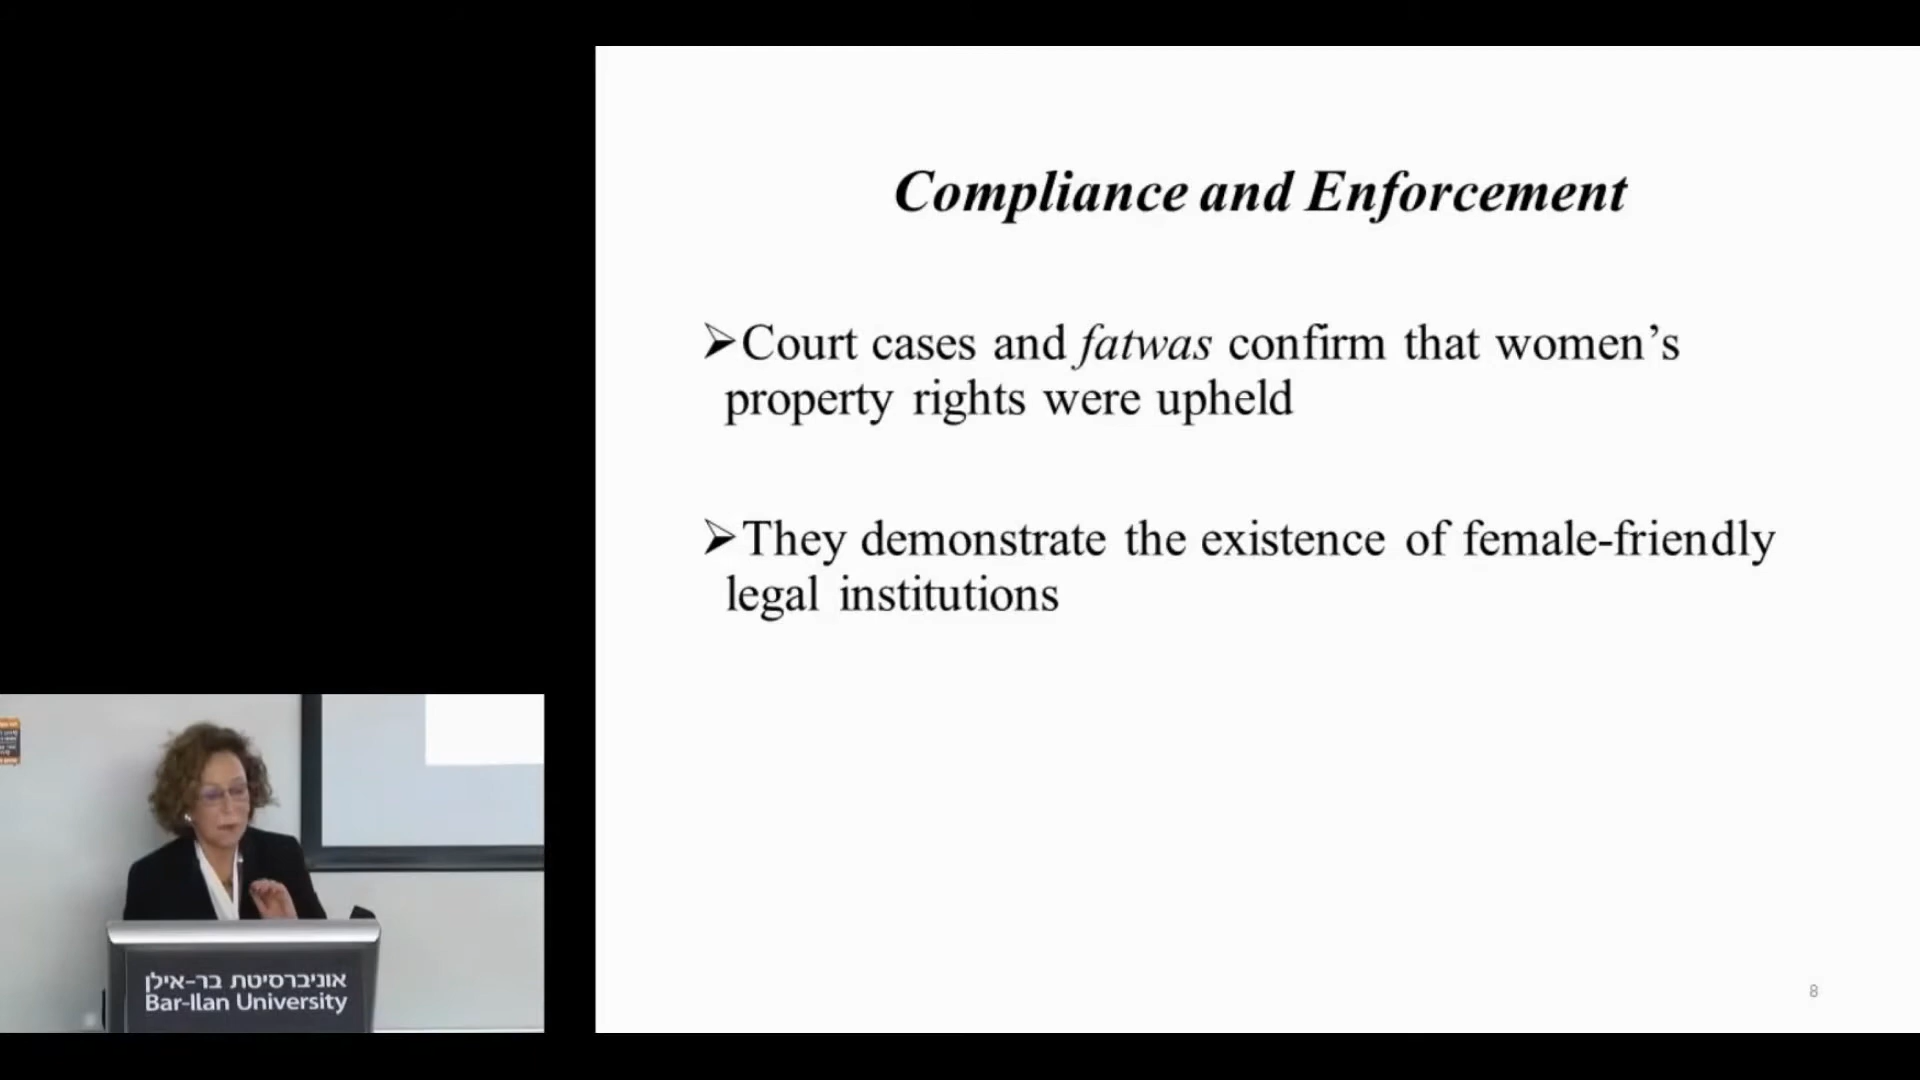 Compliance and Enforcement
➢Court cases and fatwas confirm that women’s
property rights were upheld
➢They demonstrate the existence of female-friendly
legal institutions
8
אוניברסיטת בר-אילן
Bar-Ilan University